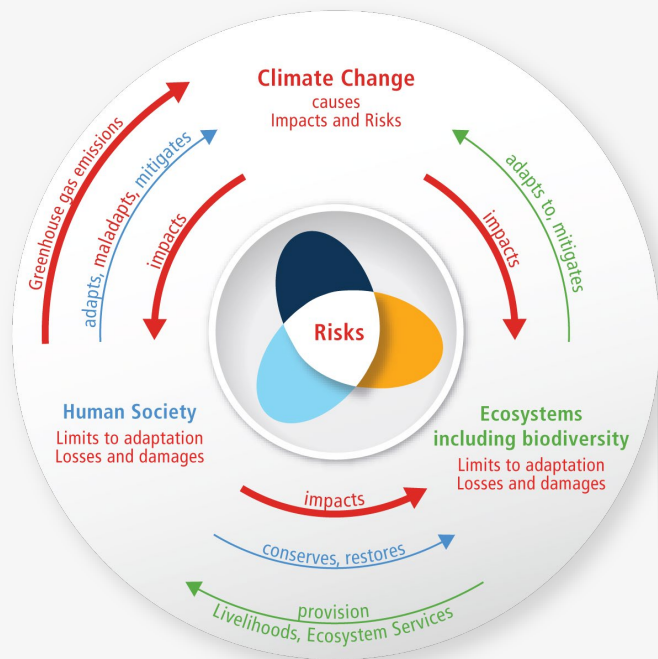 Climate Change
causes
Impacts and Risks
Greenhouse gas emissions
adapts, maladapts, mitigates
impacts
impacts
adapts to, mitigates
Risks
Human Society
Limits to adaptation
Losses and damages
Ecosystems
including biodiversity
Limits to adaptation
Losses and damages
impacts
conserves, restores
provision
Livelihoods, Ecosystem Services